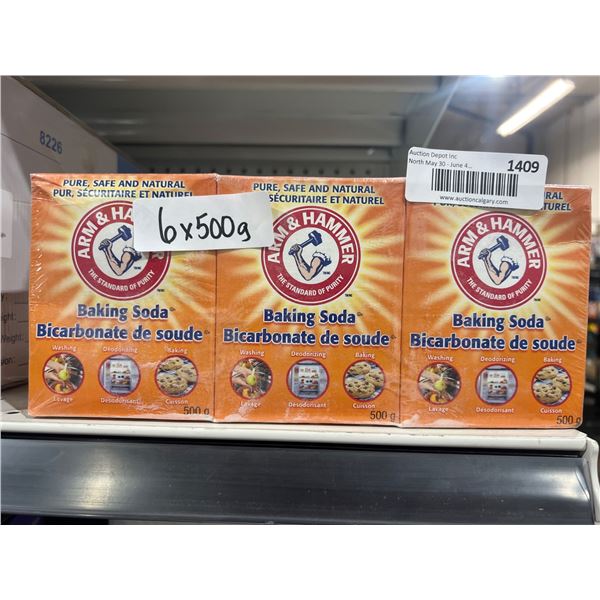 B226
Auction Depot Inc
North May 30 - June 4...
1409
www.auctioncalgary.com
6x500g
PURE, SAFE AND NATURAL
PUR, SÉCURITAIRE ET NATUREL
ARM & HAMMER
THE STANDARD OF PURITY
Baking Soda
Bicarbonate de soude
Washing
Deodorizing
Baking
Lavage
Désodorisant
Cuisson
500 g
PURE, SAFE AND NATURAL
SÉCURITAIRE ET NATUREL
ARM & HAMMER
THE STANDARD OF PURITY
Baking Soda
Bicarbonate de soude
Washing
Deodorizing
Baking
Lavage
Désodorisant
Cuisson
500 g
ARM & HAMMER
THE STANDARD OF PURITY
Baking Soda
Bicarbonate de soude
Washing
Deodorizing
Baking
Lavage
Désodorisant
Cuisson
500 g